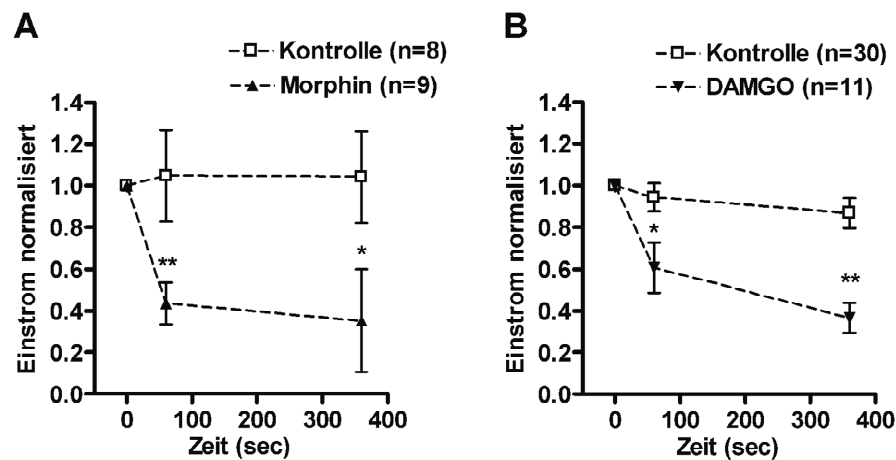 A
Kontrolle (n=8)
Morphin (n=9)
Einstrom normalisiert
1.4
1.2
1.0
0.8
0.6
0.4
0.2
0.0
**
*
0 100 200 300 400
Zeit (sec)
B
Kontrolle (n=30)
DAMGO (n=11)
Einstrom normalisiert
1.4
1.2
1.0
0.8
0.6
0.4
0.2
0.0
*
**
0 100 200 300 400
Zeit (sec)